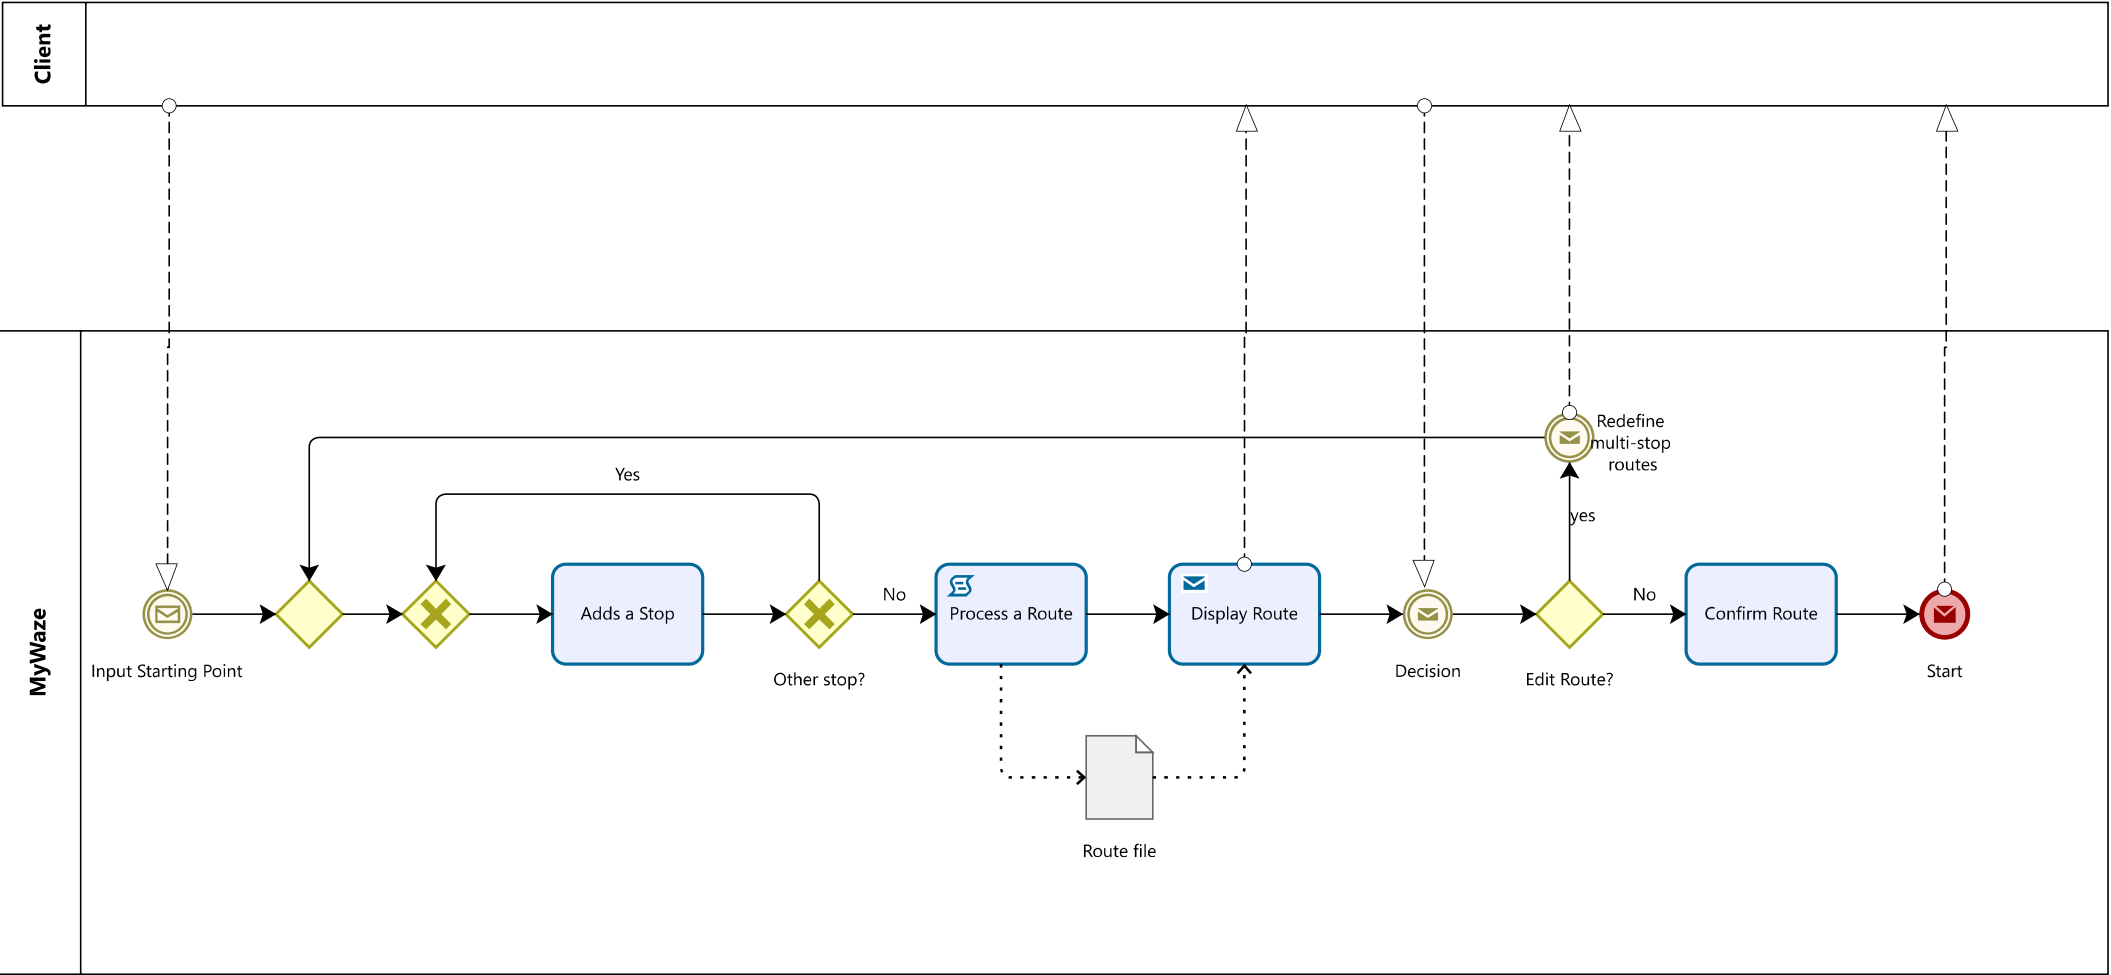 Client
MyWaze
Redefine
multi-stop
routes
Yes
yes
No
No
Adds a Stop
Process a Route
Display Route
Confirm Route
Input Starting Point
Other stop?
Decision
Edit Route?
Start
Route file